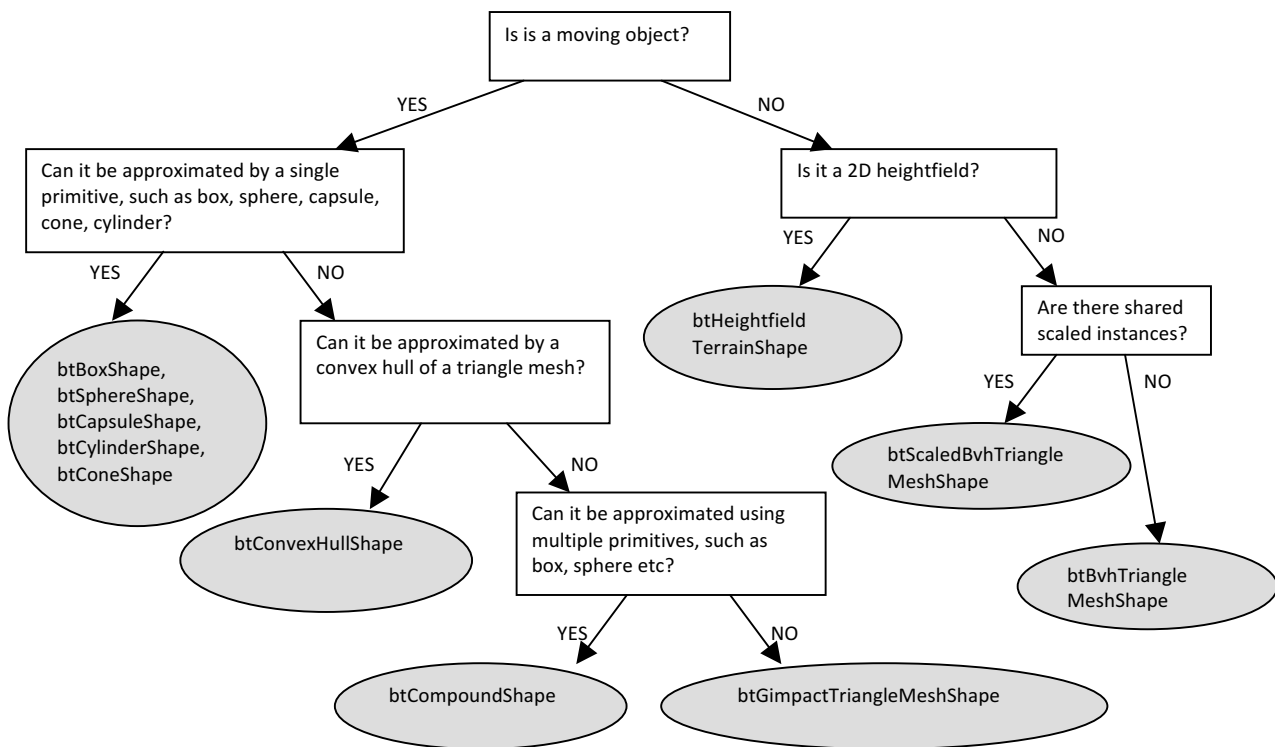 Is is a moving object?
YES
NO
Can it be approximated by a single
primitive, such as box, sphere, capsule,
cone, cylinder?
Is it a 2D heightfield?
YES
NO
YES
NO
btBoxShape,
btSphereShape,
btCapsuleShape,
btCylinderShape,
btConeShape
Can it be approximated by a
convex hull of a triangle mesh?
btHeightfield
TerrainShape
Are there shared
scaled instances?
YES
NO
YES
NO
btConvexHullShape
Can it be approximated using
multiple primitives, such as
box, sphere etc?
btScaledBvhTriangle
MeshShape
btBvhTriangle
MeshShape
YES
NO
btCompoundShape
btGimpactTriangleMeshShape